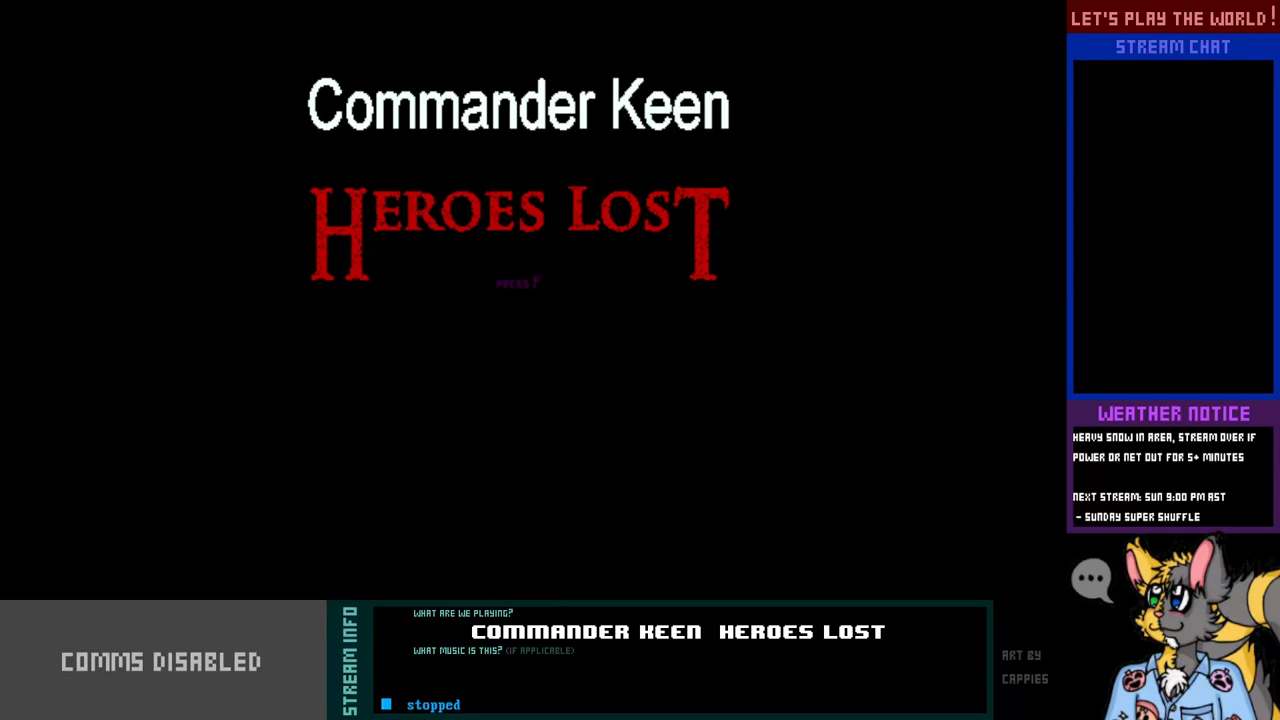 LET'S PLAY THE WORLD!
STREAM CHAT
Commander Keen
HEROES LOST
PRESS F
WEATHER NOTICE
HEAVY SNOW IN AREA, STREAM OVER IF
POWER OR NET OUT FOR 5+ MINUTES
NEXT STREAM: SUN 9:00 PM AST
- SUNDAY SUPER SHUFFLE
...
COMMS DISABLED
STREAM INFO
WHAT ARE WE PLAYING?
COMMANDER KEEN HEROES LOST
WHAT MUSIC IS THIS? (IF APPLICABLE)
stopped
ART BY
CAPPIES